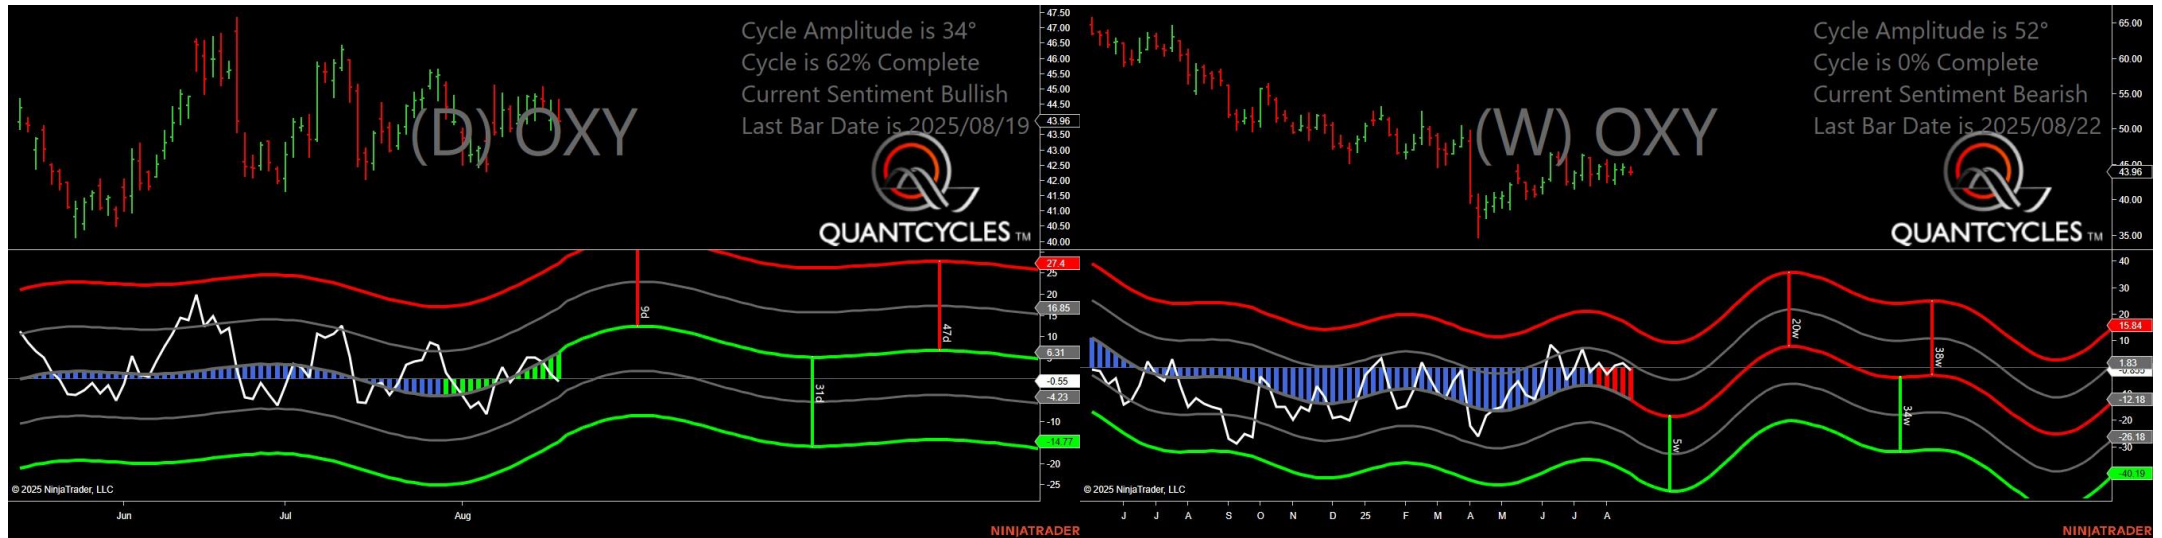 Cycle Amplitude is 34°
Cycle is 62% Complete
Current Sentiment Bullish
Last Bar Date is 2025/08/19
(D) OXY
QUANTCYCLES TM
47.50
47.00
46.50
46.00
45.50
45.00
44.50
43.96
43.50
43.00
42.50
42.00
41.50
41.00
40.50
40.00
27.4
25
20
16.85
15
10
6.31
-0.55
-4.23
-10
-14.77
-20
-25
9d
31d
47d
© 2025 NinjaTrader, LLC
Jun Jul Aug
NINJATRADER
Cycle Amplitude is 52°
Cycle is 0% Complete
Current Sentiment Bearish
Last Bar Date is 2025/08/22
(W) OXY
QUANTCYCLES TM
65.00
60.00
55.00
50.00
45.00
43.96
40.00
35.00
40
30
20
15.84
10
1.83
-12.18
-20
-26.18
-30
-40.19
5w
20w
34w
38w
© 2025 NinjaTrader, LLC
J J A S O N D 25 F M A M J J A
NINJATRADER